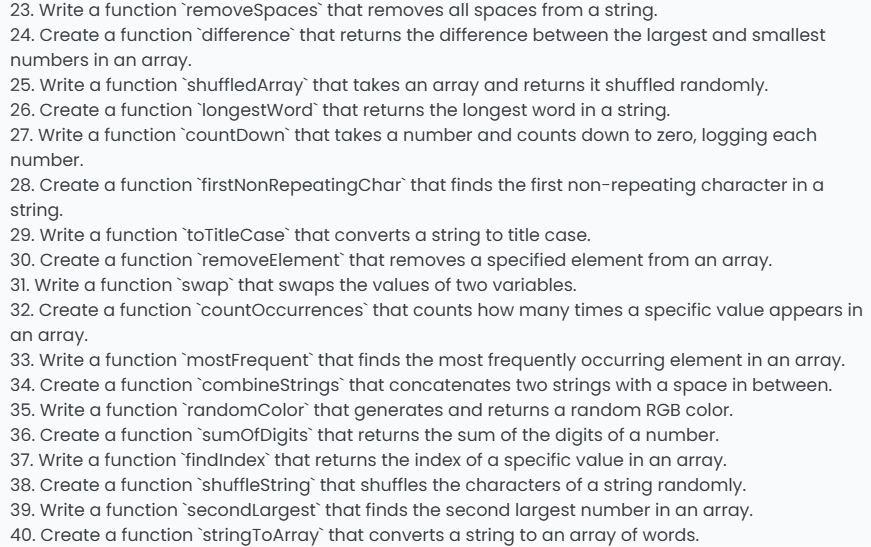 23. Write a function `removeSpaces` that removes all spaces from a string.
24. Create a function `difference` that returns the difference between the largest and smallest
numbers in an array.
25. Write a function `shuffledArray` that takes an array and returns it shuffled randomly.
26. Create a function `longestWord` that returns the longest word in a string.
27. Write a function `countDown` that takes a number and counts down to zero, logging each
number.
28. Create a function `firstNonRepeatingChar` that finds the first non-repeating character in a
string.
29. Write a function `toTitleCase` that converts a string to title case.
30. Create a function `removeElement` that removes a specified element from an array.
31. Write a function `swap` that swaps the values of two variables.
32. Create a function `countOccurrences` that counts how many times a specific value appears in
an array.
33. Write a function `mostFrequent` that finds the most frequently occurring element in an array.
34. Create a function `combineStrings` that concatenates two strings with a space in between.
35. Write a function `randomColor` that generates and returns a random RGB color.
36. Create a function `sumOfDigits` that returns the sum of the digits of a number.
37. Write a function `findIndex` that returns the index of a specific value in an array.
38. Create a function `shuffleString` that shuffles the characters of a string randomly.
39. Write a function `secondLargest` that finds the second largest number in an array.
40. Create a function `stringToArray` that converts a string to an array of words.